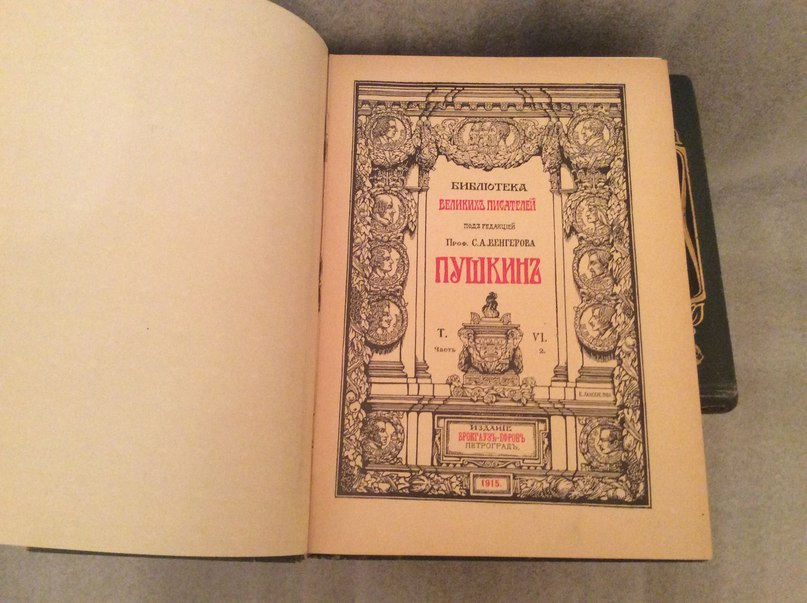 БИБЛІОТЕКА
ВЕЛИКИХЪ ПИСАТЕЛЕЙ
ПОДЪ РЕДАКЦІЕЙ
Проф. С.А.ВЕНГЕРОВА
ПУШКИНЪ
Т. VI.
Часть 2.
ИЗДАНІЕ
БРОКГАУЗЪ-ЕФРОНЪ
ПЕТРОГРАДЪ.
1915.